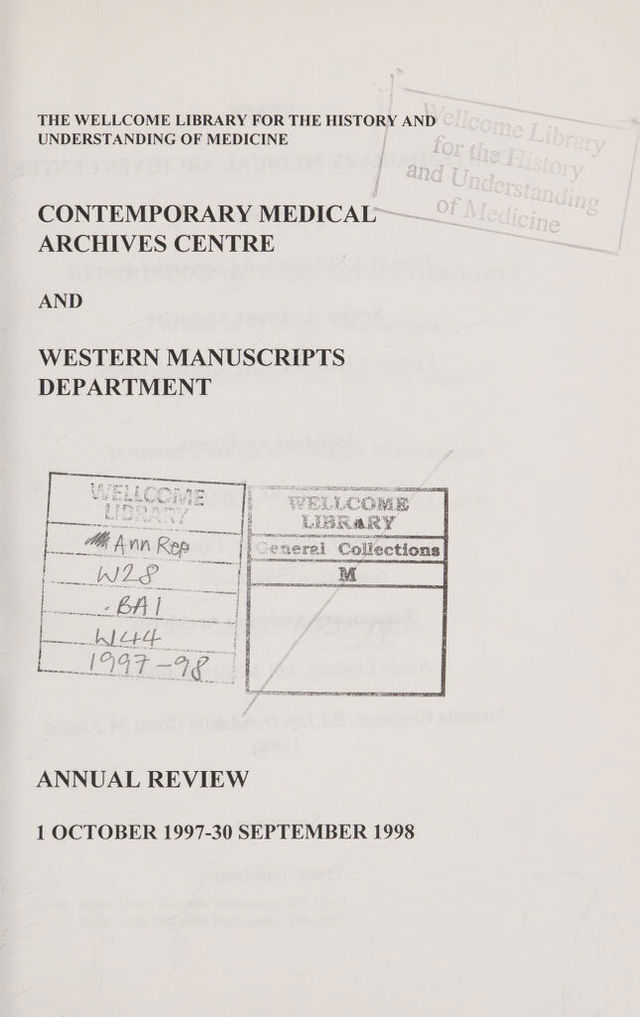 THE WELLCOME LIBRARY FOR THE HISTORY AND
UNDERSTANDING OF MEDICINE
Wellcome Library
for the History
and Understanding
of Medicine
CONTEMPORARY MEDICAL
ARCHIVES CENTRE
AND
WESTERN MANUSCRIPTS
DEPARTMENT
WELLCOME
LIBRARY
Ann Rep
W28
.BA1
W44
1997-98
WELLCOME
LIBRARY
General Collections
M
ANNUAL REVIEW
1 OCTOBER 1997-30 SEPTEMBER 1998